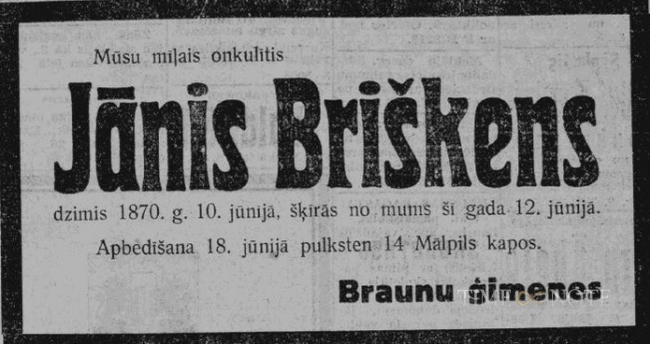 Mūsu mīļais onkulītis
Jānis Briškens
dzimis 1870. g. 10. jūnijā, šķīrās no mums šī gada 12. jūnijā.
Apbedīšana 18. jūnijā pulksten 14 Malpils kapos.
Braunu ģimenes